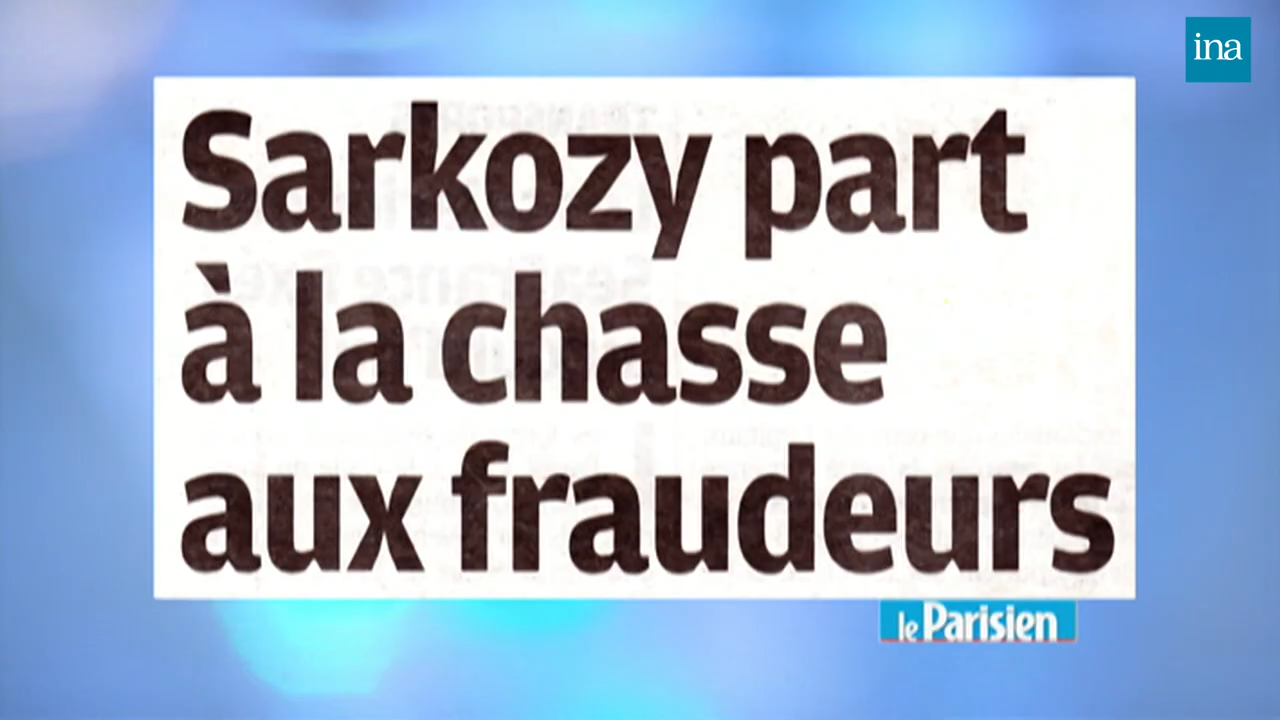 ina
Sarkozy part
à la chasse
aux fraudeurs
le Parisien